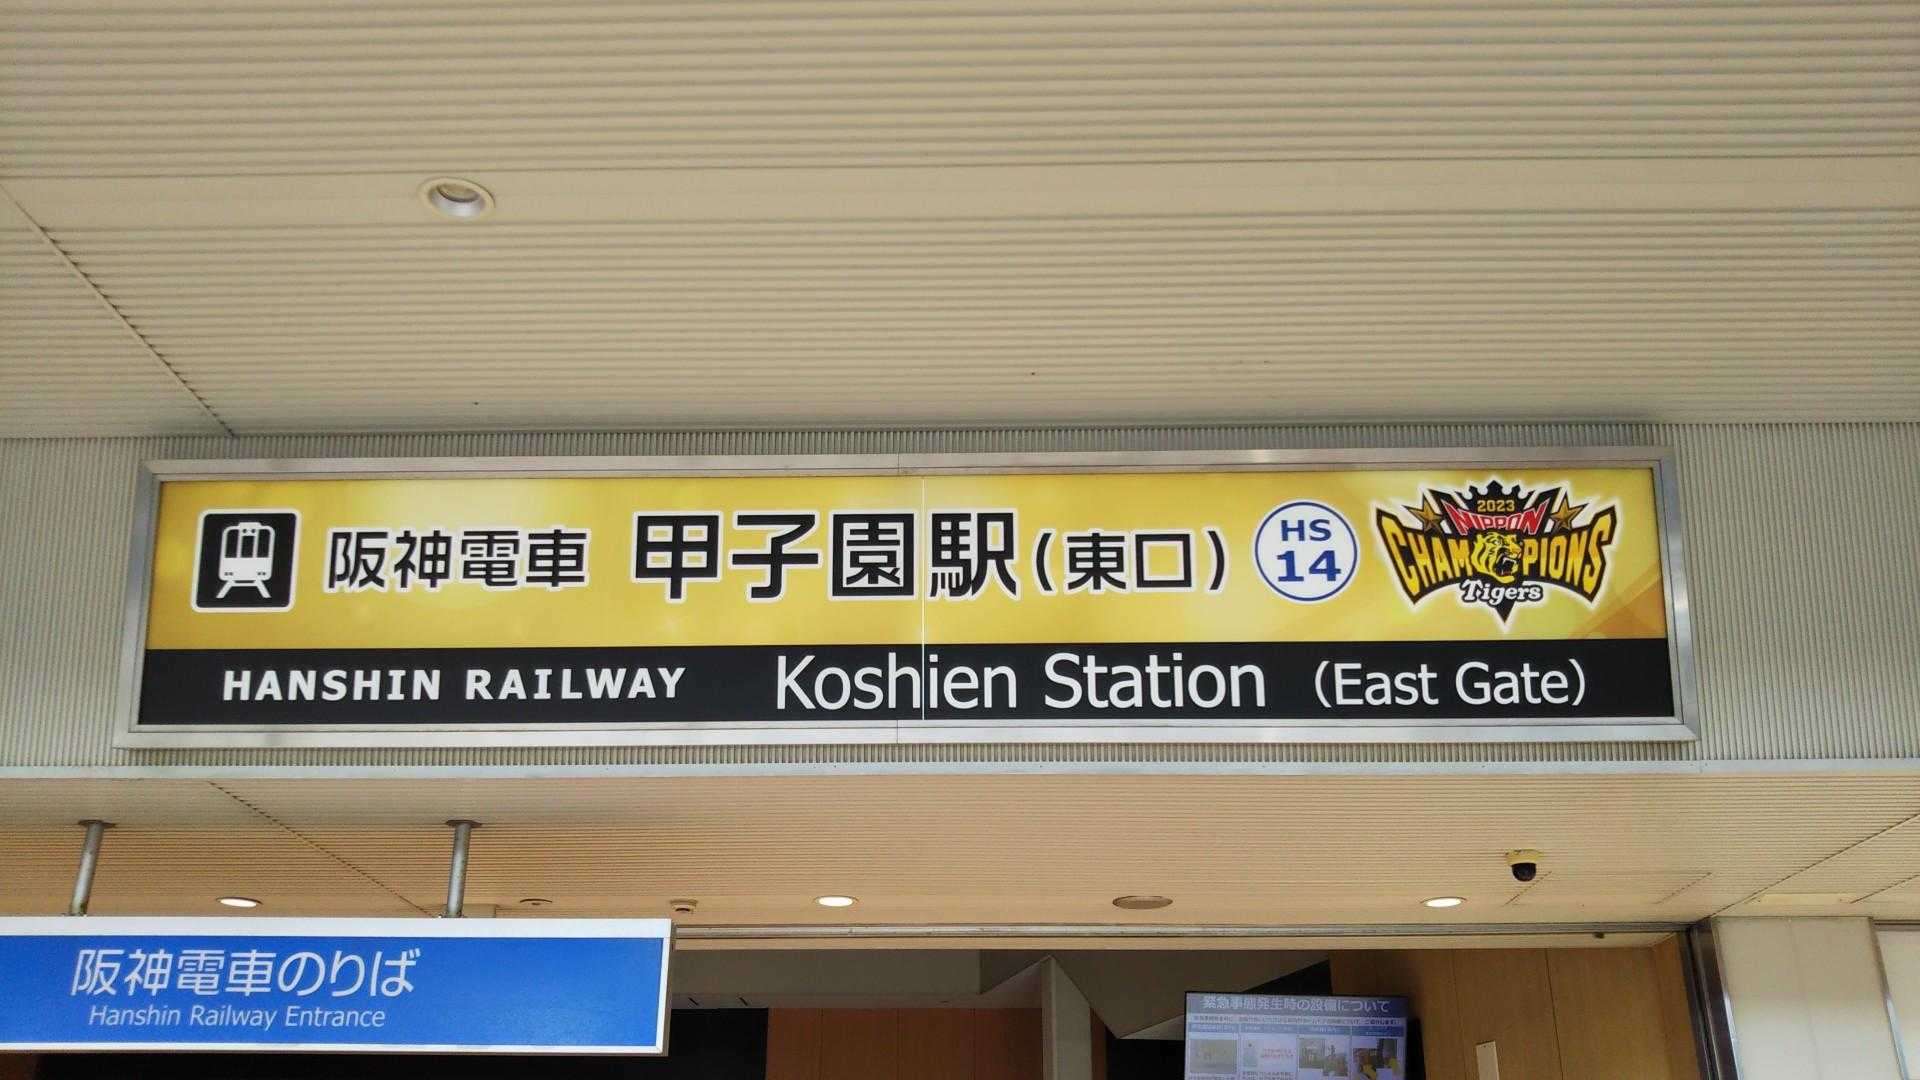 阪神電車 甲子園駅(東口)
HS
14
2023
NIPPON
CHAMPIONS
Tigers
HANSHIN RAILWAY Koshien Station (East Gate)
阪神電車のりば
Hanshin Railway Entrance
緊急事態発生時の設備について